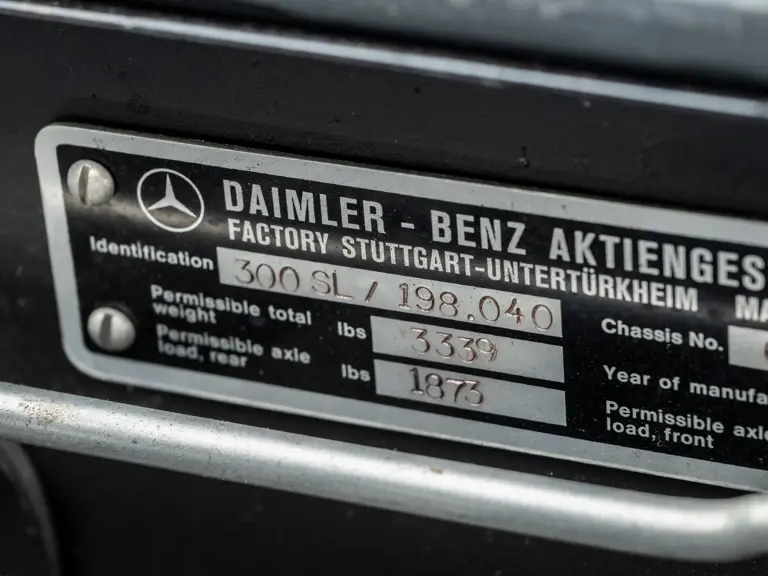 DAIMLER - BENZ AKTIENGES
FACTORY STUTTGART-UNTERTÜRKHEIM MA
Identification 300 SL / 198.040
Permissible total weight lbs 3339
Permissible axle load, rear lbs 1873
Chassis No.
Year of manufa
Permissible axle
load, front